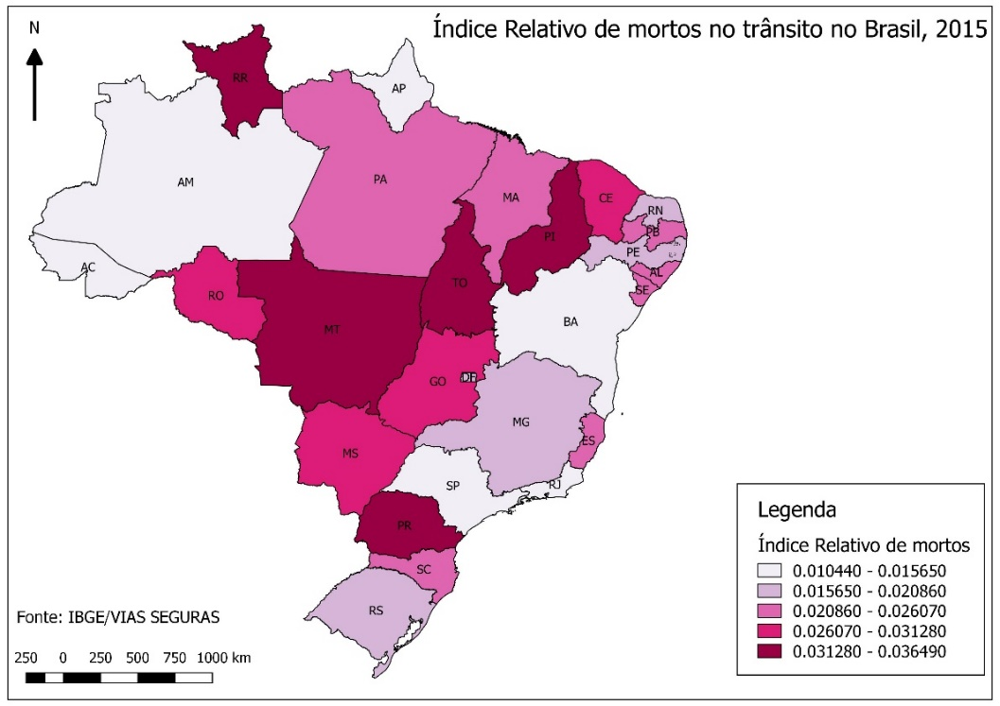 Índice Relativo de mortos no trânsito no Brasil, 2015
N
RR
AP
AM
PA
MA
CE
RN
PB
PI
PE
AL
SE
AC
RO
TO
MT
BA
GO
DF
MG
ES
MS
SP
RJ
PR
SC
RS
Legenda
Índice Relativo de mortos
0.010440 - 0.015650
0.015650 - 0.020860
0.020860 - 0.026070
0.026070 - 0.031280
0.031280 - 0.036490
Fonte: IBGE/VIAS SEGURAS
250 0 250 500 750 1000 km